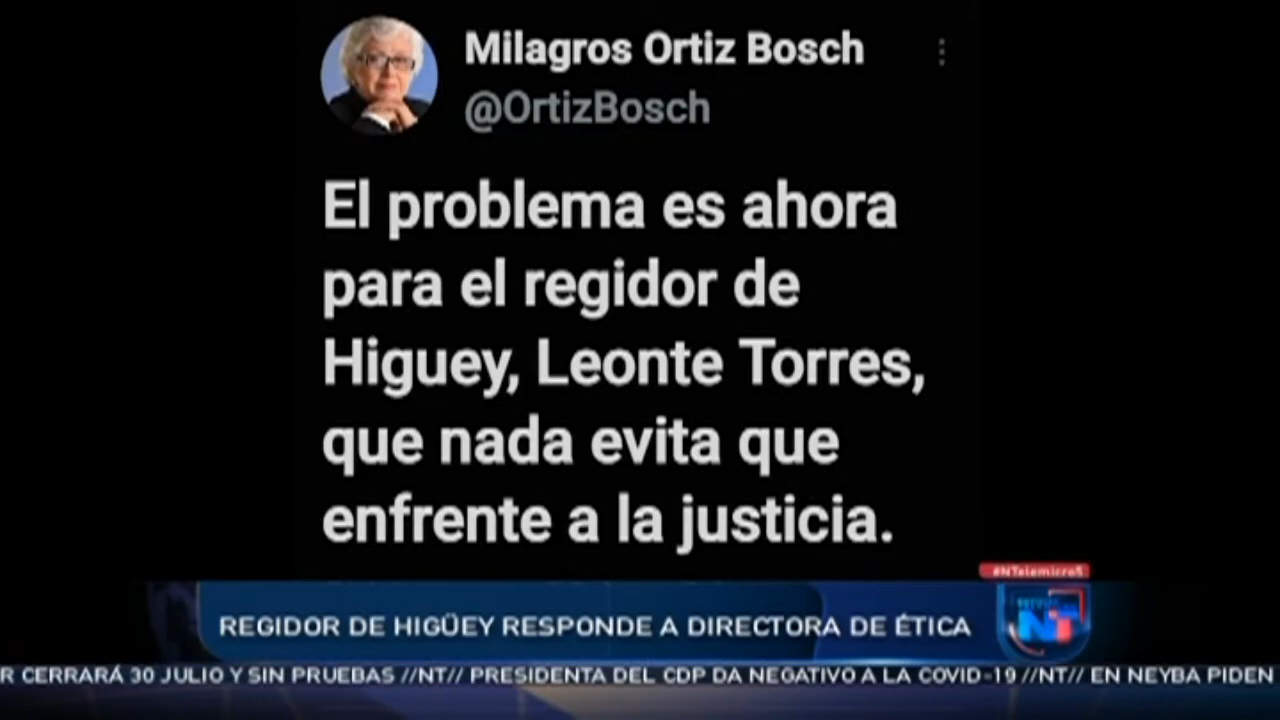 Milagros Ortiz Bosch
@OrtizBosch
El problema es ahora
para el regidor de
Higuey, Leonte Torres,
que nada evita que
enfrente a la justicia.
#NTelemicro5
REGIDOR DE HIGÜEY RESPONDE A DIRECTORA DE ÉTICA
NT
R CERRARÁ 30 JULIO Y SIN PRUEBAS //NT// PRESIDENTA DEL CDP DA NEGATIVO A LA COVID-19 //NT// EN NEYBA PIDEN